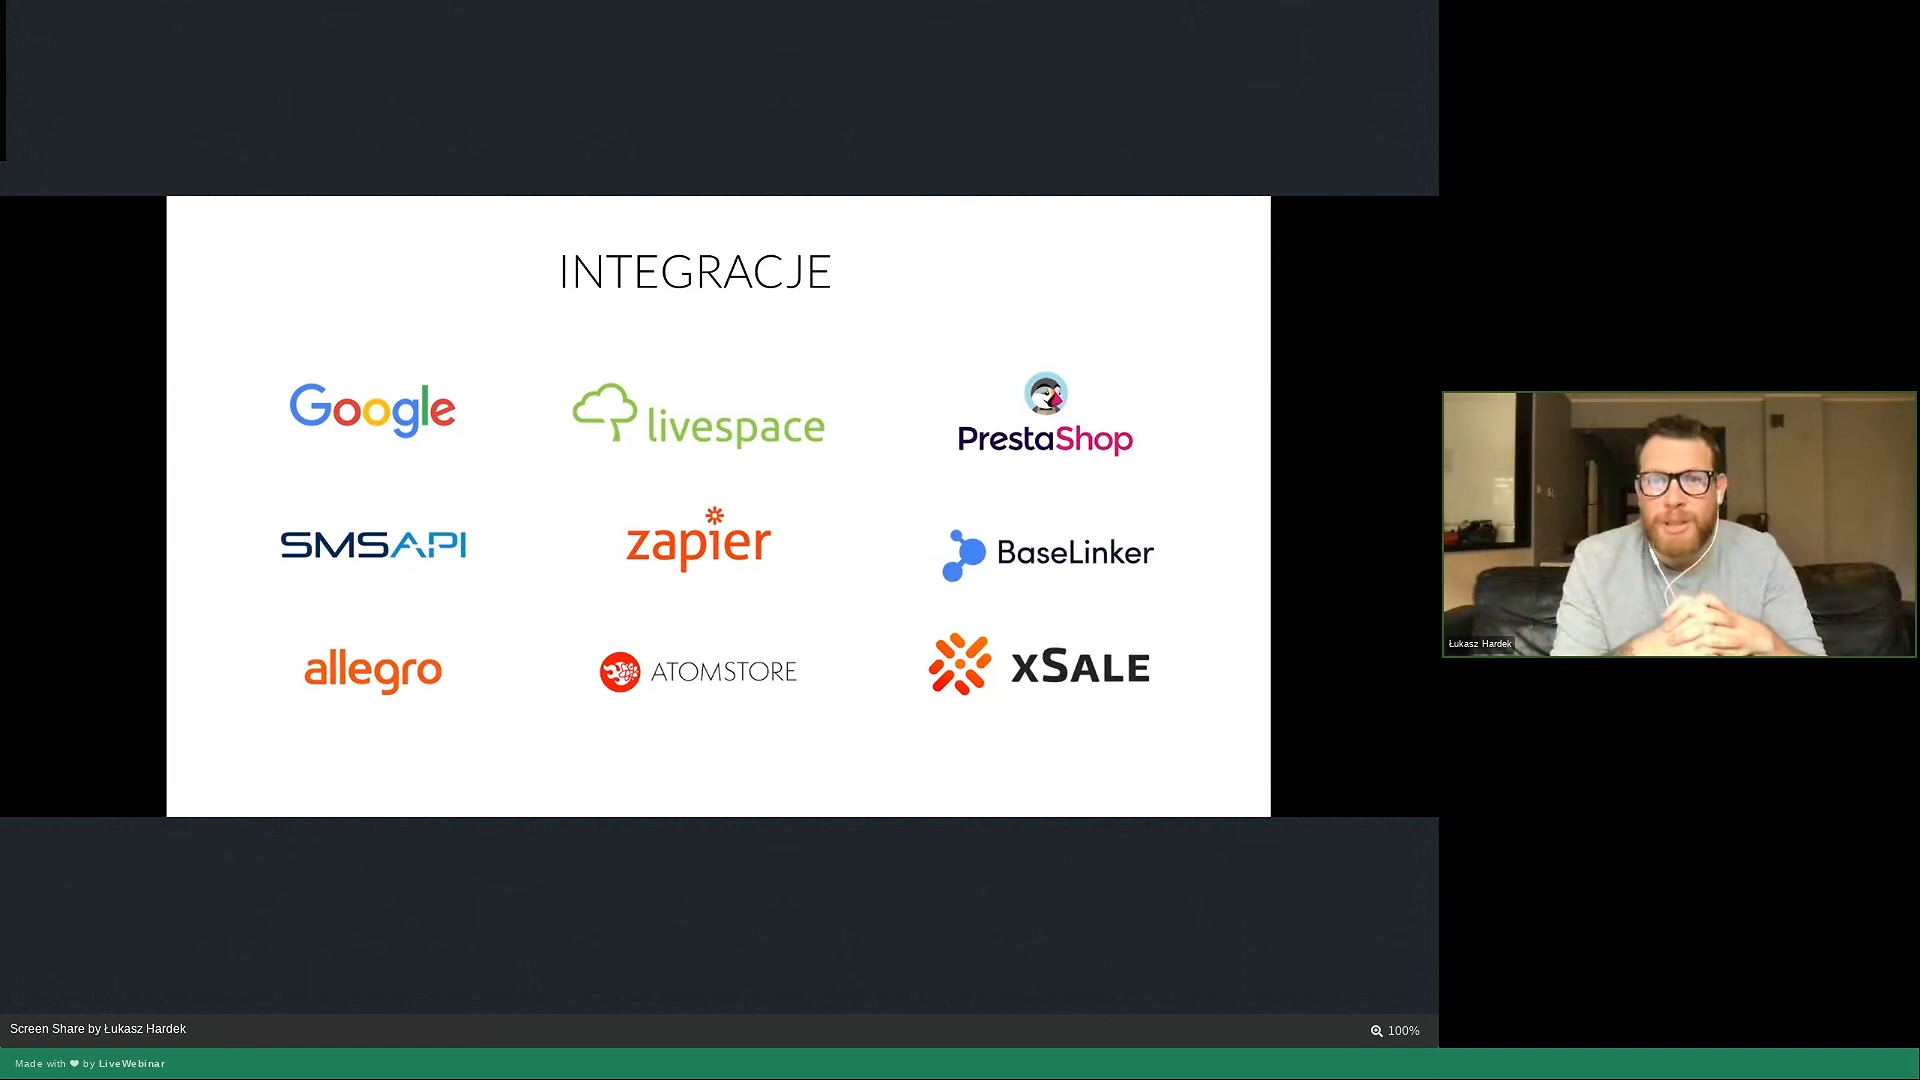 INTEGRACJE
Google
livespace
PrestaShop
SMSAPI
zapier
BaseLinker
allegro
ATOMSTORE
xSALE
Łukasz Hardek
Screen Share by Łukasz Hardek
100%
Made with ❤ by LiveWebinar